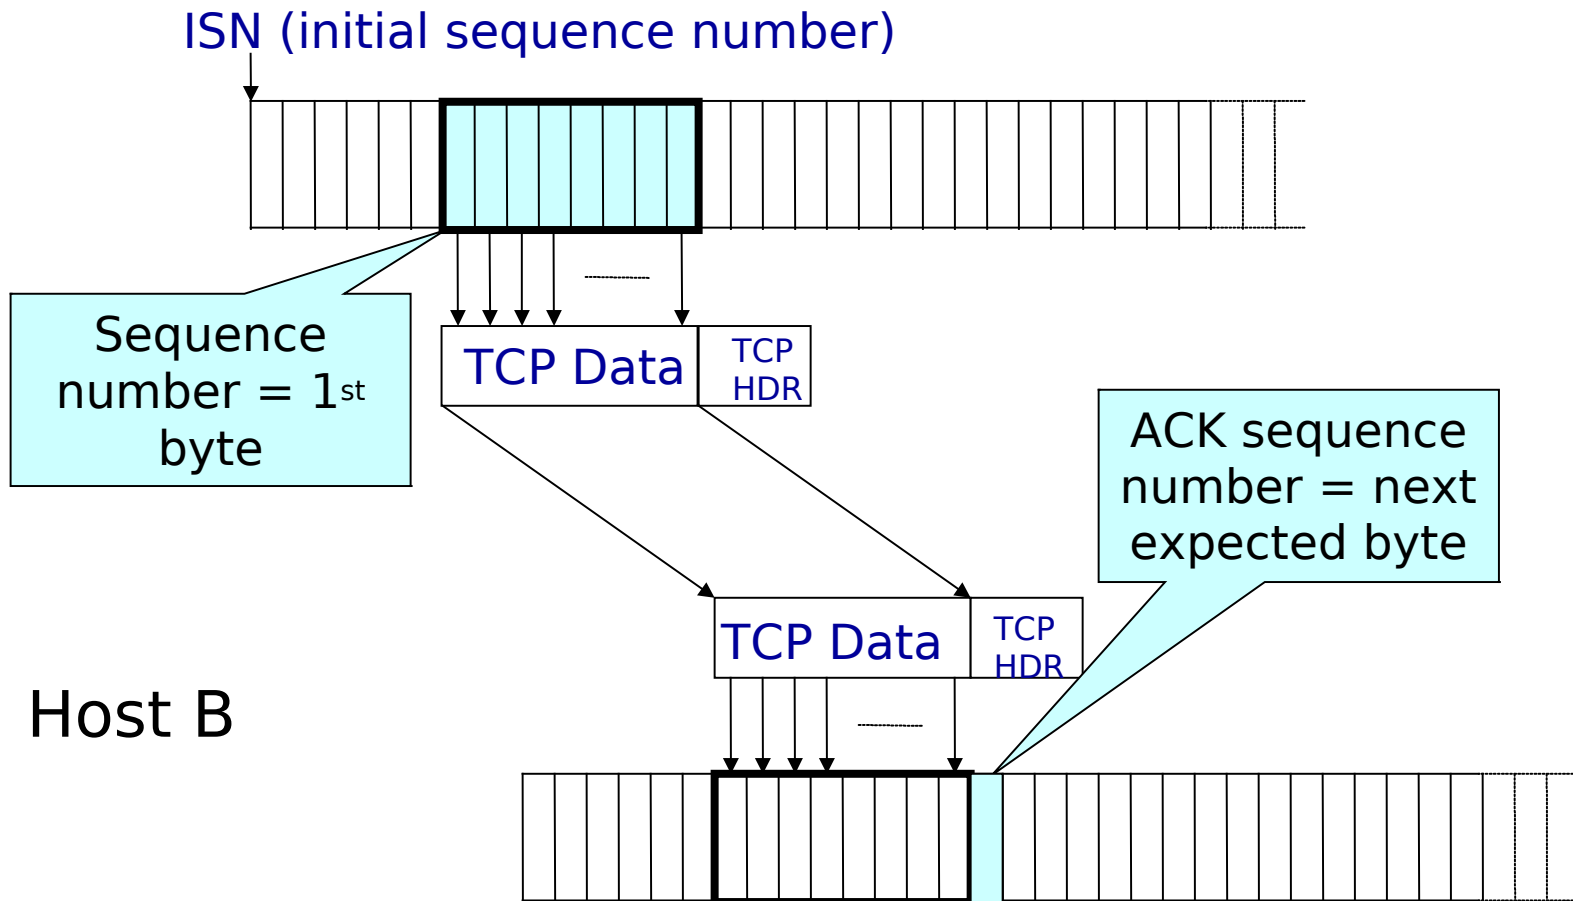 ISN (initial sequence number)
Sequence
number = 1st
byte
TCP Data
TCP
HDR
ACK sequence
number = next
expected byte
TCP Data
TCP
HDR
Host B